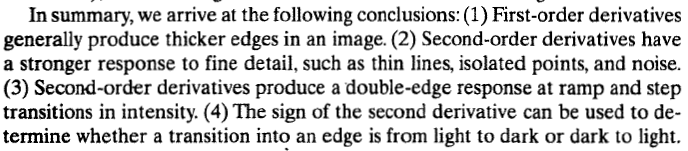 In summary, we arrive at the following conclusions: (1) First-order derivatives
generally produce thicker edges in an image. (2) Second-order derivatives have
a stronger response to fine detail, such as thin lines, isolated points, and noise.
(3) Second-order derivatives produce a double-edge response at ramp and step
transitions in intensity. (4) The sign of the second derivative can be used to de-
termine whether a transition into an edge is from light to dark or dark to light.